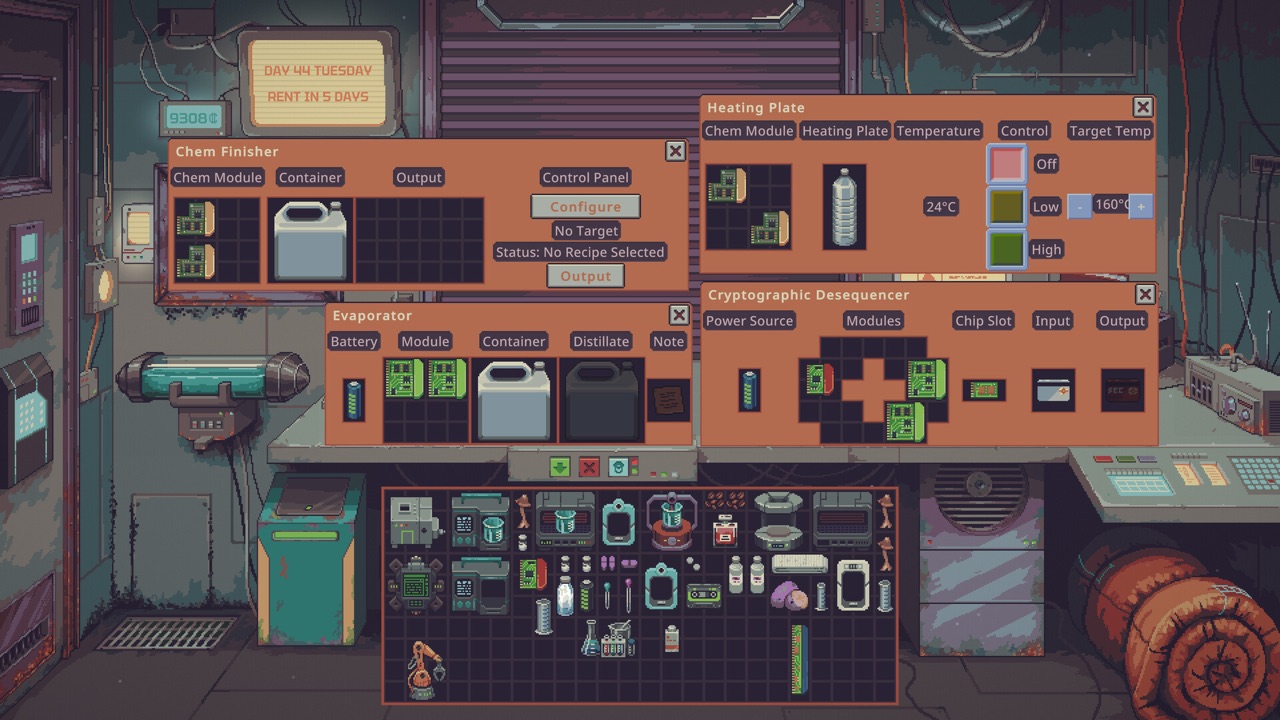 DAY 44 TUESDAY
RENT IN 5 DAYS
9308₵
Chem Finisher
Chem Module
Container
Output
Control Panel
Configure
No Target
Status: No Recipe Selected
Output
Heating Plate
Chem Module
Heating Plate
Temperature
Control
Target Temp
Off
24°C
Low
-
160°C
+
High
Evaporator
Battery
Module
Container
Distillate
Note
Cryptographic Desequencer
Power Source
Modules
Chip Slot
Input
Output